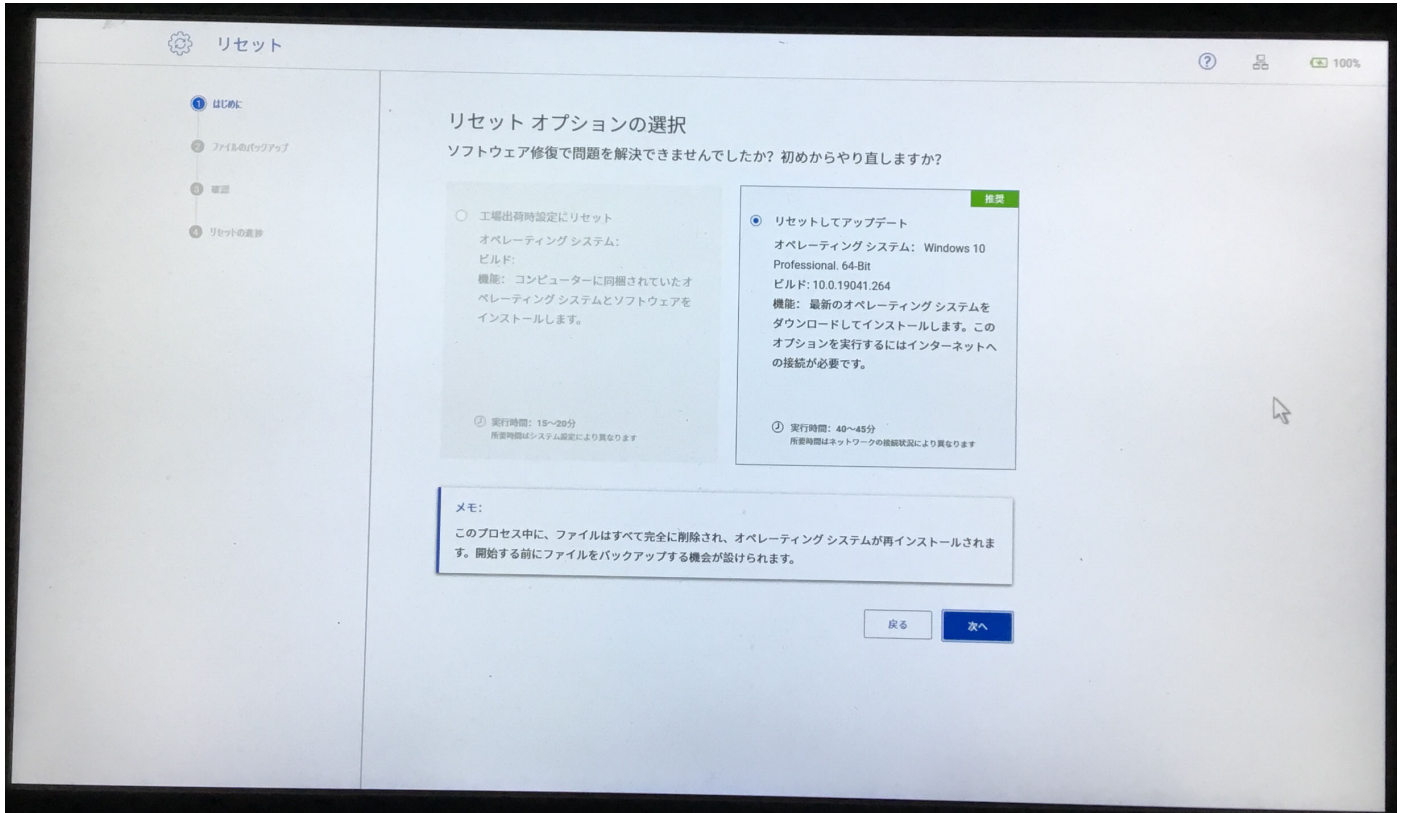 リセット
100%
1 はじめに
2 ファイルのバックアップ
3 確認
4 リセットの進捗
リセット オプションの選択
ソフトウェア修復で問題を解決できませんでしたか? 初めからやり直しますか?
工場出荷時設定にリセット
オペレーティング システム:
ビルド:
機能: コンピューターに同梱されていたオ
ペレーティング システムとソフトウェアを
インストールします。
実行時間: 15~20分
所要時間はシステム設定により異なります
推奨
リセットしてアップデート
オペレーティング システム: Windows 10
Professional. 64-Bit
ビルド: 10.0.19041.264
機能: 最新のオペレーティング システムを
ダウンロードしてインストールします。この
オプションを実行するにはインターネットへ
の接続が必要です。
実行時間: 40~45分
所要時間はネットワークの接続状況により異なります
メモ:
このプロセス中に、ファイルはすべて完全に削除され、オペレーティング システムが再インストールされま
す。開始する前にファイルをバックアップする機会が設けられます。
戻る
次へ